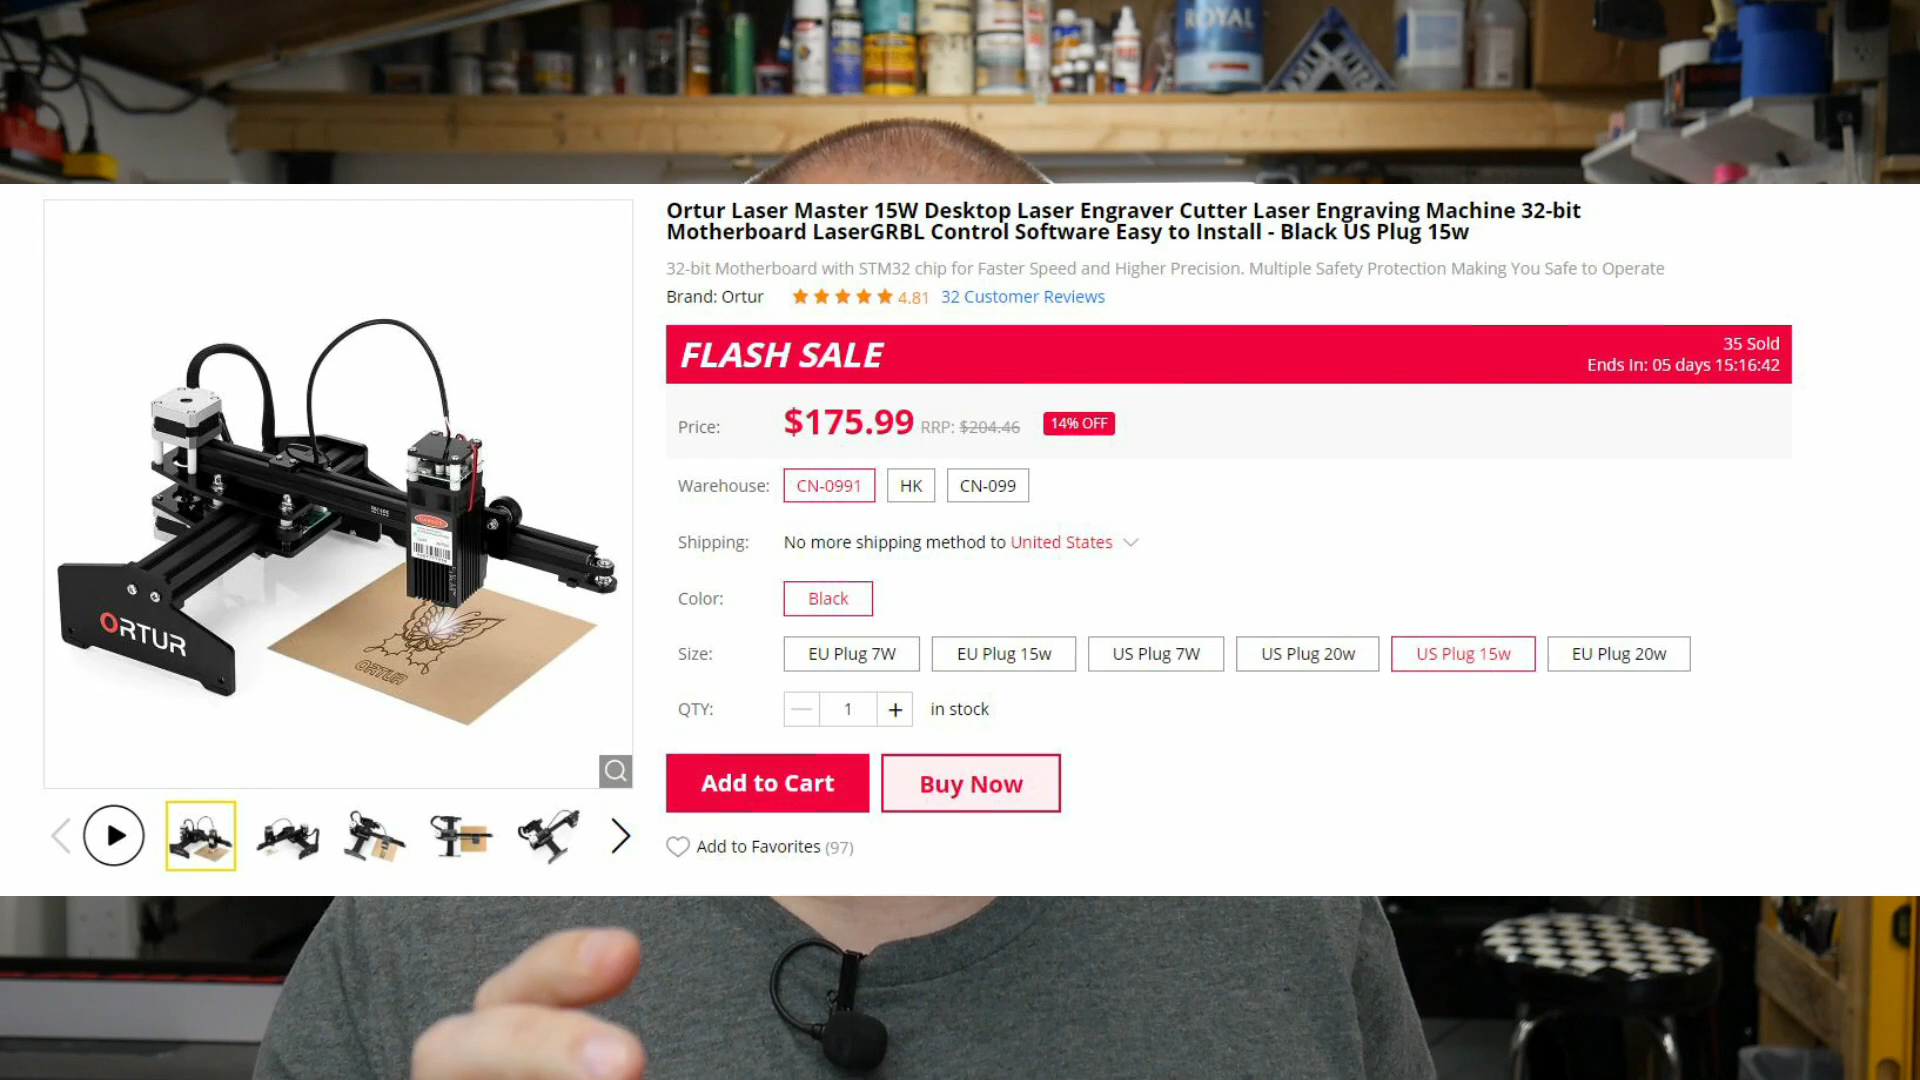 ROYAL
Ortur Laser Master 15W Desktop Laser Engraver Cutter Laser Engraving Machine 32-bit
Motherboard LaserGRBL Control Software Easy to Install - Black US Plug 15w
32-bit Motherboard with STM32 chip for Faster Speed and Higher Precision. Multiple Safety Protection Making You Safe to Operate
Brand: Ortur 4.81 32 Customer Reviews
FLASH SALE
35 Sold
Ends In: 05 days 15:16:42
Price: $175.99 RRP: $204.46 14% OFF
Warehouse: CN-0991 HK CN-099
Shipping: No more shipping method to United States
Color: Black
Size: EU Plug 7W EU Plug 15w US Plug 7W US Plug 20w US Plug 15w EU Plug 20w
QTY: 1 + in stock
Add to Cart Buy Now
Add to Favorites (97)
ORTUR
ORTUR